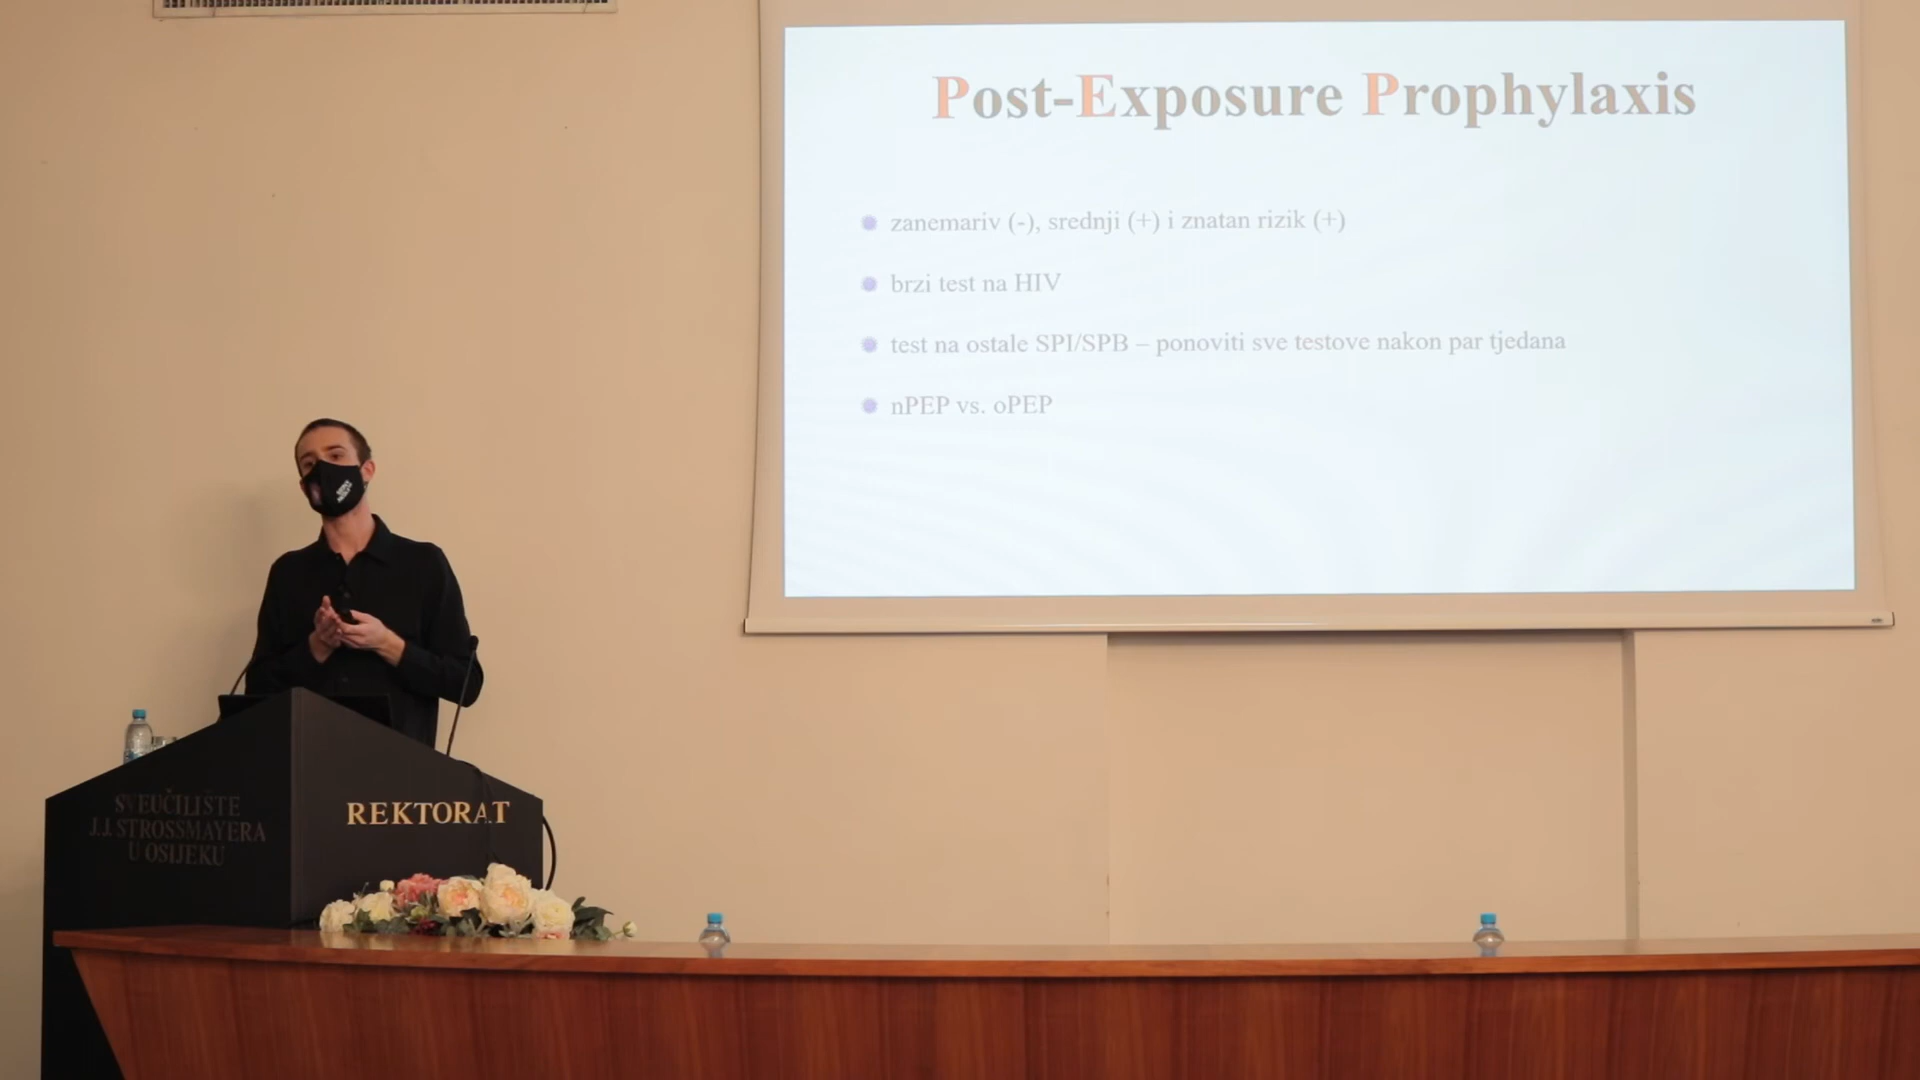 Post-Exposure Prophylaxis
zanemariv (-), srednji (+) i znatan rizik (+)
brzi test na HIV
test na ostale SPI/SPB – ponoviti sve testove nakon par tjedana
nPEP vs. oPEP
SVEUČILIŠTE
J.J. STROSSMAYERA
U OSIJEKU
REKTORAT